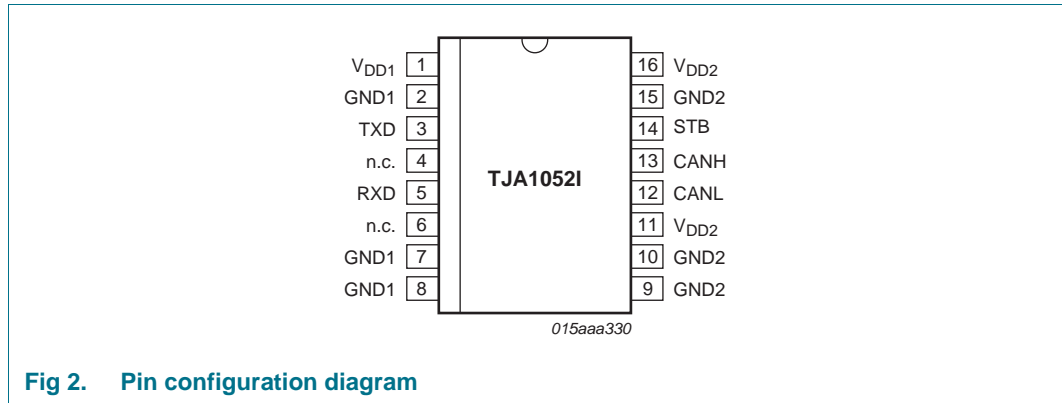 VDD1 1 16 VDD2
GND1 2 15 GND2
TXD 3 14 STB
n.c. 4 13 CANH
TJA1052I
RXD 5 12 CANL
n.c. 6 11 VDD2
GND1 7 10 GND2
GND1 8 9 GND2
015aaa330
Fig 2. Pin configuration diagram